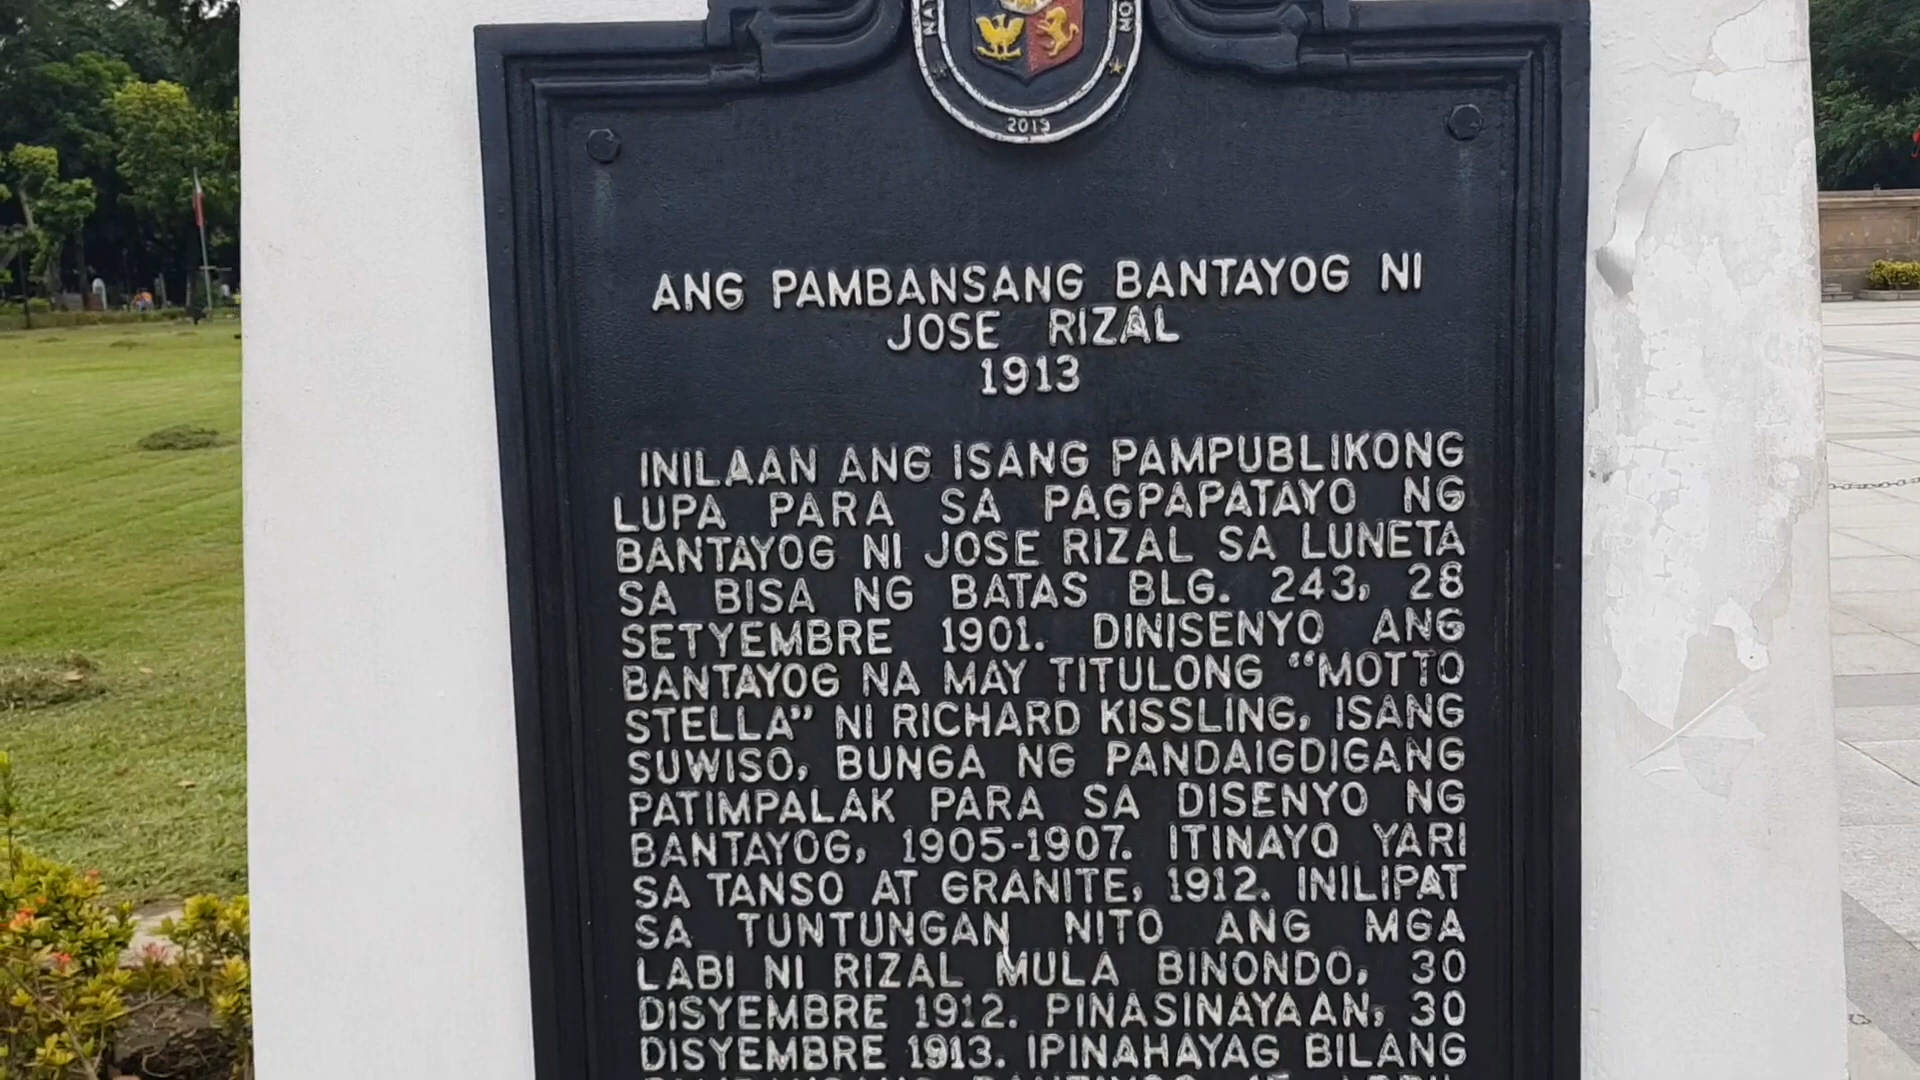 2019
ANG PAMBANSANG BANTAYOG NI
JOSE RIZAL
1913
INILAAN ANG ISANG PAMPUBLIKONG
LUPA PARA SA PAGPAPATAYO NG
BANTAYOG NI JOSE RIZAL SA LUNETA
SA BISA NG BATAS BLG. 243, 28
SETYEMBRE 1901. DINISENYO ANG
BANTAYOG NA MAY TITULONG “MOTTO
STELLA” NI RICHARD KISSLING, ISANG
SUWISO, BUNGA NG PANDAIGDIGANG
PATIMPALAK PARA SA DISENYO NG
BANTAYOG, 1905-1907. ITINAYO YARI
SA TANSO AT GRANITE, 1912. INILIPAT
SA TUNTUNGAN NITO ANG MGA
LABI NI RIZAL MULA BINONDO, 30
DISYEMBRE 1912. PINASINAYAAN, 30
DISYEMBRE 1913. IPINAHAYAG BILANG